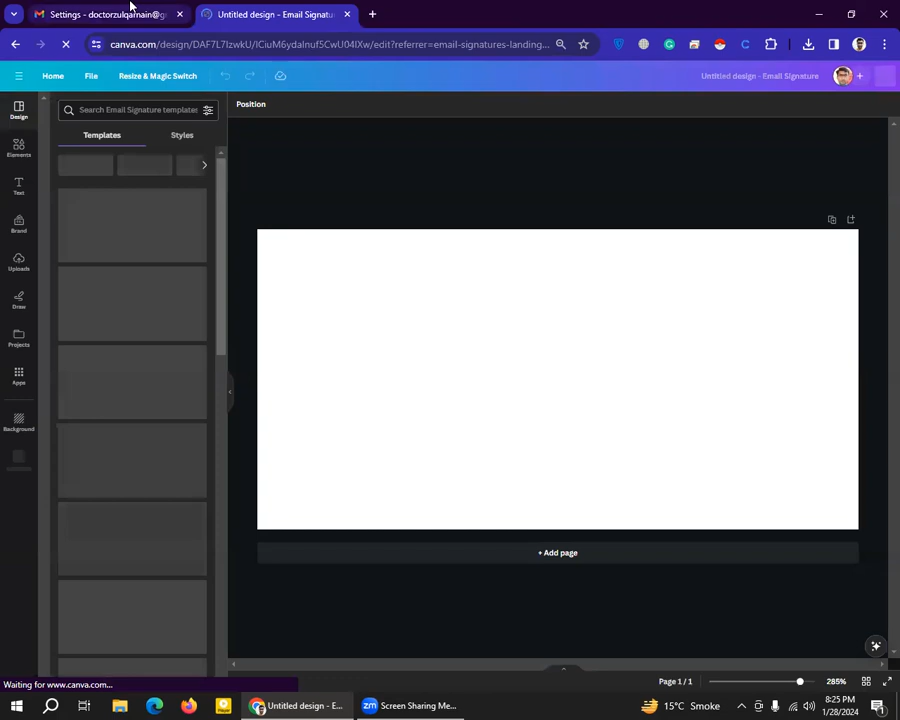 Settings - doctorzulqarnain@g
Untitled design - Email Signatu
canva.com/design/DAF7L7IzwkU/ICiuM6ydaInuf5CwU04lXw/edit?referrer=email-signatures-landing...
Home
File
Resize & Magic Switch
Untitled design - Email Signature
Design
Search Email Signature templates
Position
Templates
Styles
Elements
Text
Brand
Uploads
Draw
Projects
Apps
Background
+ Add page
Waiting for www.canva.com...
Page 1 / 1
285%
Untitled design - E...
zm
Screen Sharing Me...
15°C Smoke
8:25 PM
1/28/2024
1